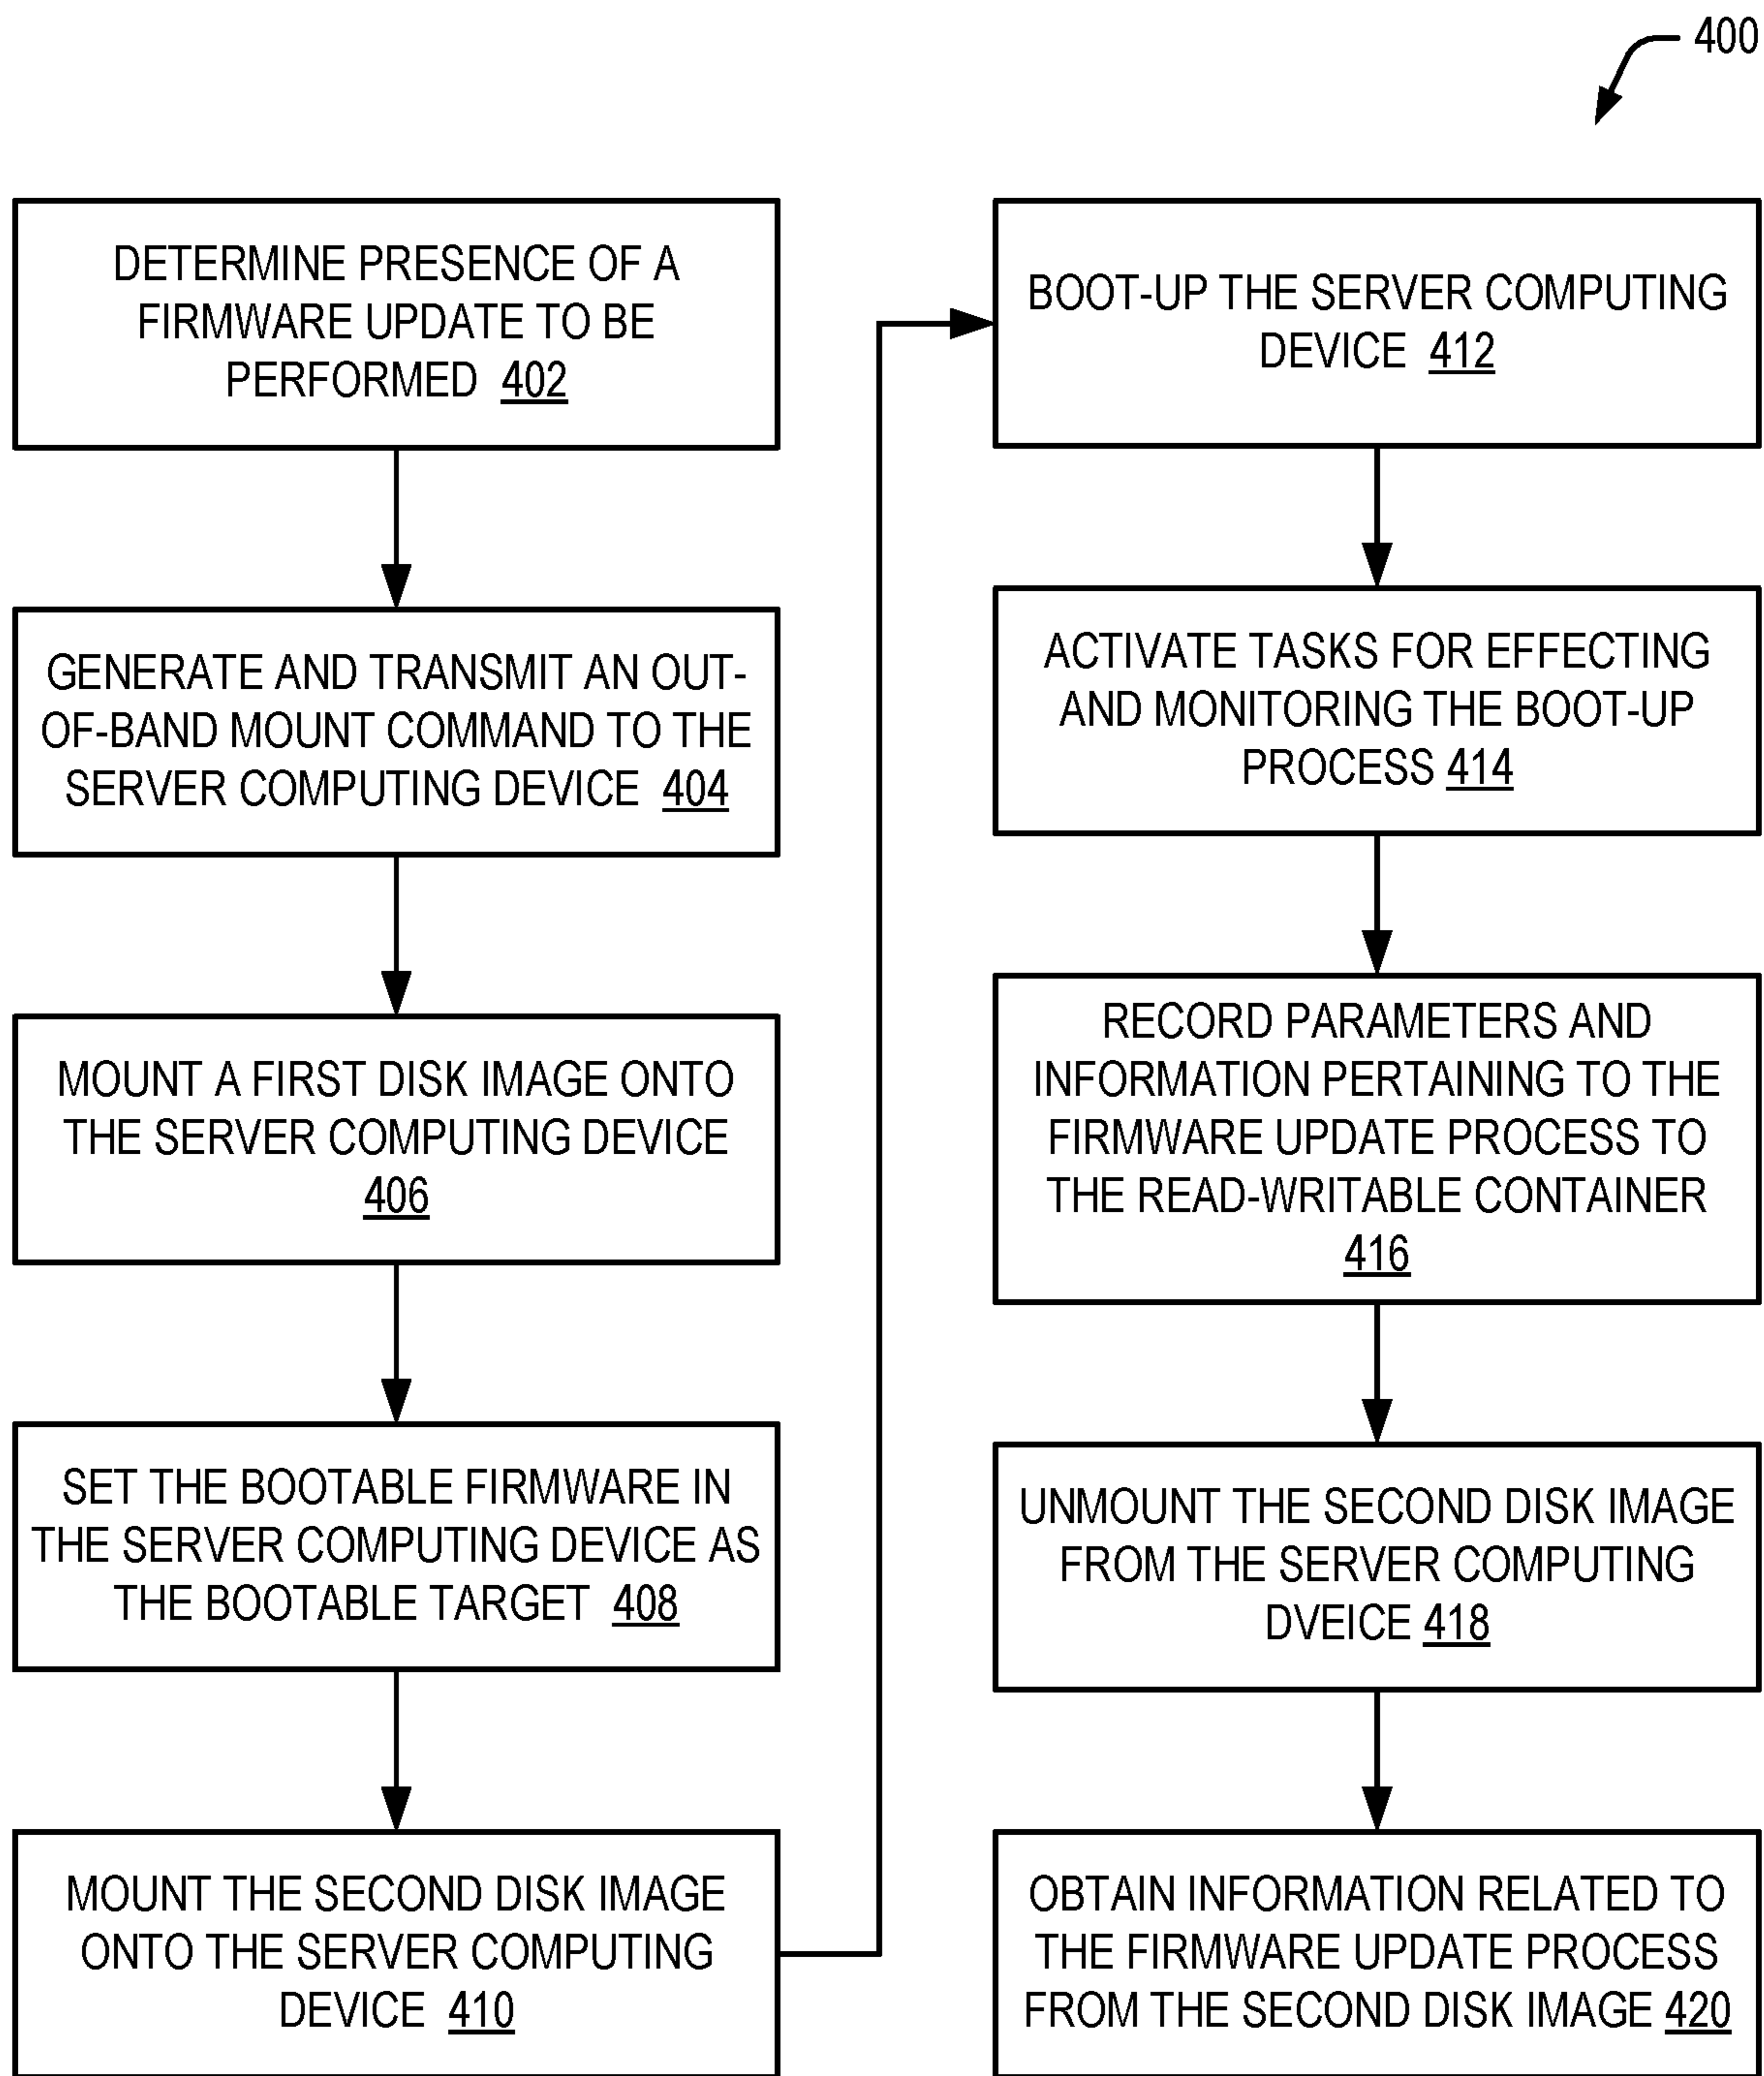 400
DETERMINE PRESENCE OF A
FIRMWARE UPDATE TO BE
PERFORMED 402
GENERATE AND TRANSMIT AN OUT-
OF-BAND MOUNT COMMAND TO THE
SERVER COMPUTING DEVICE 404
MOUNT A FIRST DISK IMAGE ONTO
THE SERVER COMPUTING DEVICE
406
SET THE BOOTABLE FIRMWARE IN
THE SERVER COMPUTING DEVICE AS
THE BOOTABLE TARGET 408
MOUNT THE SECOND DISK IMAGE
ONTO THE SERVER COMPUTING
DEVICE 410
BOOT-UP THE SERVER COMPUTING
DEVICE 412
ACTIVATE TASKS FOR EFFECTING
AND MONITORING THE BOOT-UP
PROCESS 414
RECORD PARAMETERS AND
INFORMATION PERTAINING TO THE
FIRMWARE UPDATE PROCESS TO
THE READ-WRITABLE CONTAINER
416
UNMOUNT THE SECOND DISK IMAGE
FROM THE SERVER COMPUTING
DVEICE 418
OBTAIN INFORMATION RELATED TO
THE FIRMWARE UPDATE PROCESS
FROM THE SECOND DISK IMAGE 420